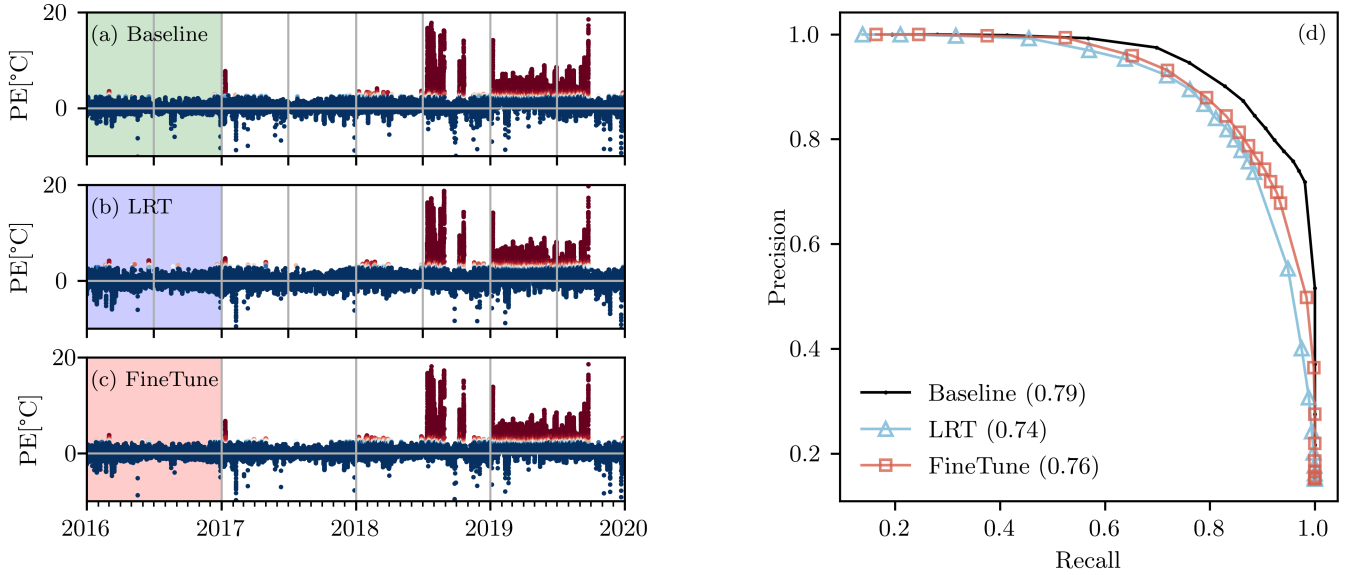 20
(a) Baseline
PE[°C]
0
20
(b) LRT
PE[°C]
0
20
(c) FineTune
PE[°C]
0
2016 2017 2018 2019 2020
(d)
1.0
0.8
0.6
0.4
0.2
Precision
Baseline (0.79)
LRT (0.74)
FineTune (0.76)
0.2 0.4 0.6 0.8 1.0
Recall